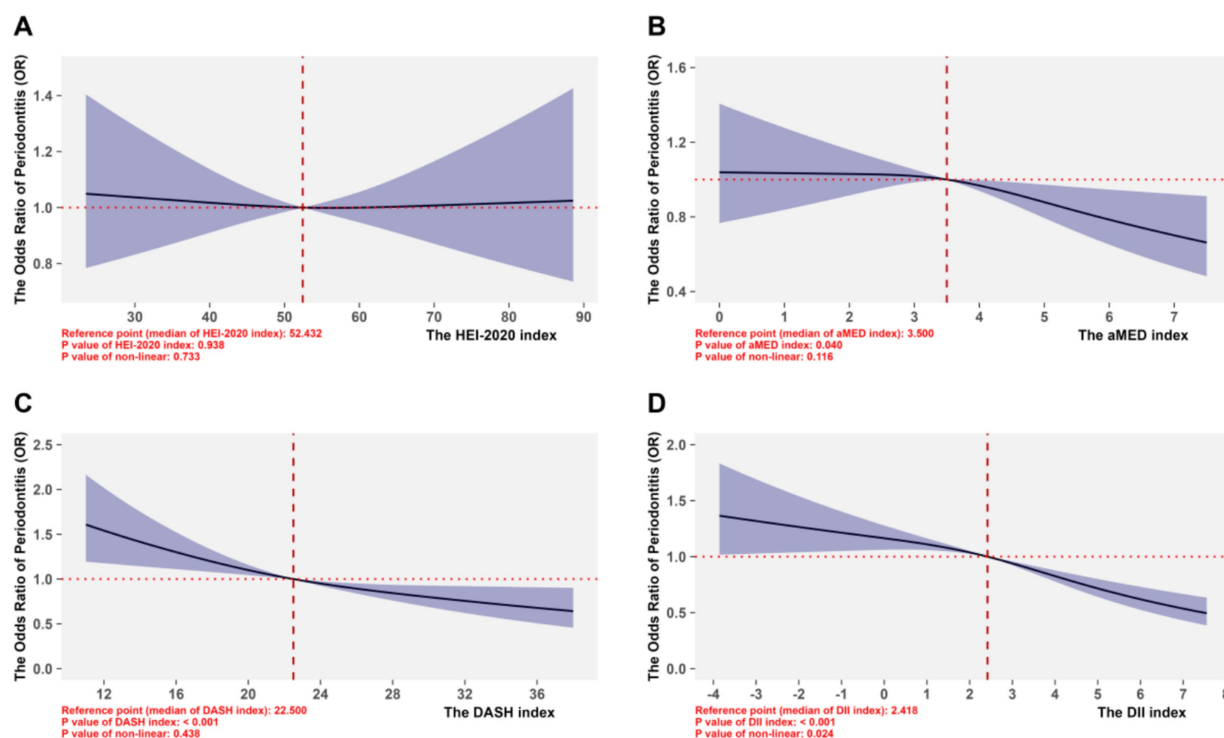 A
The Odds Ratio of Periodontitis (OR)
1.4
1.2
1.0
0.8
30 40 50 60 70 80 90
The HEI-2020 index
Reference point (median of HEI-2020 index): 52.432
P value of HEI-2020 index: 0.938
P value of non-linear: 0.733
B
The Odds Ratio of Periodontitis (OR)
1.6
1.2
1.0
0.8
0.4
0 1 2 3 4 5 6 7
The aMED index
Reference point (median of aMED index): 3.500
P value of aMED index: 0.040
P value of non-linear: 0.116
C
The Odds Ratio of Periodontitis (OR)
2.5
2.0
1.5
1.0
0.5
0.0
12 16 20 24 28 32 36
The DASH index
Reference point (median of DASH index): 22.500
P value of DASH index: < 0.001
P value of non-linear: 0.438
D
The Odds Ratio of Periodontitis (OR)
2.0
1.5
1.0
0.5
0.0
-4 -3 -2 -1 0 1 2 3 4 5 6 7 8
The DII index
Reference point (median of DII index): 2.418
P value of DII index: < 0.001
P value of non-linear: 0.024